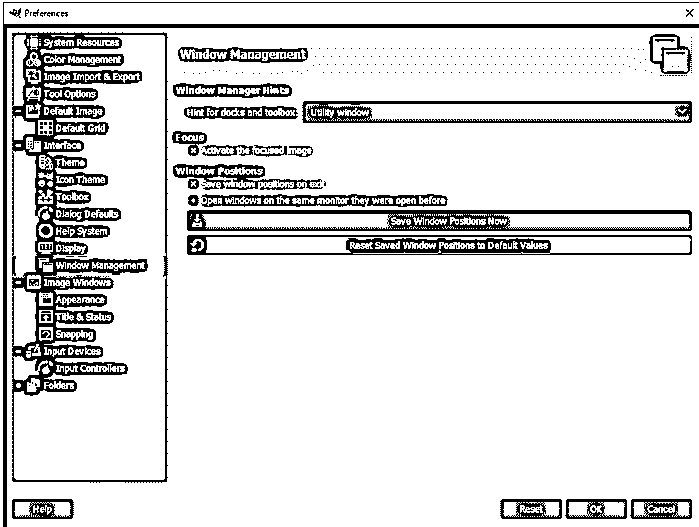 Preferences
System Resources
Color Management
Image Import & Export
Tool Options
Default Image
Default Grid
Interface
Theme
Icon Theme
Toolbox
Dialog Defaults
Help System
Display
Window Management
Image Windows
Appearance
Title & Status
Snapping
Input Devices
Input Controllers
Folders
Window Management
Window Manager Hints
Hint for docks and toolbox: Utility window
Focus
Activate the focused image
Window Positions
Save window positions on exit
Open windows on the same monitor they were open before
Save Window Positions Now
Reset Saved Window Positions to Default Values
Help
Reset
OK
Cancel